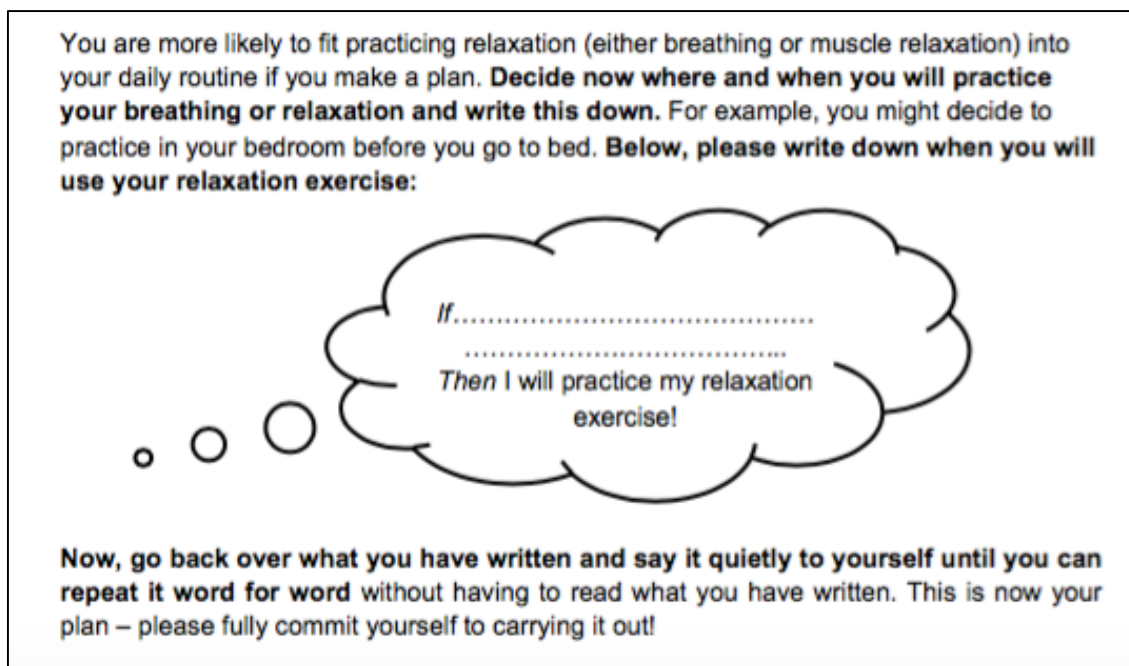 You are more likely to fit practicing relaxation (either breathing or muscle relaxation) into
your daily routine if you make a plan. Decide now where and when you will practice
your breathing or relaxation and write this down. For example, you might decide to
practice in your bedroom before you go to bed. Below, please write down when you will
use your relaxation exercise:
If……………………………………
………………………………...
Then I will practice my relaxation
exercise!
Now, go back over what you have written and say it quietly to yourself until you can
repeat it word for word without having to read what you have written. This is now your
plan – please fully commit yourself to carrying it out!